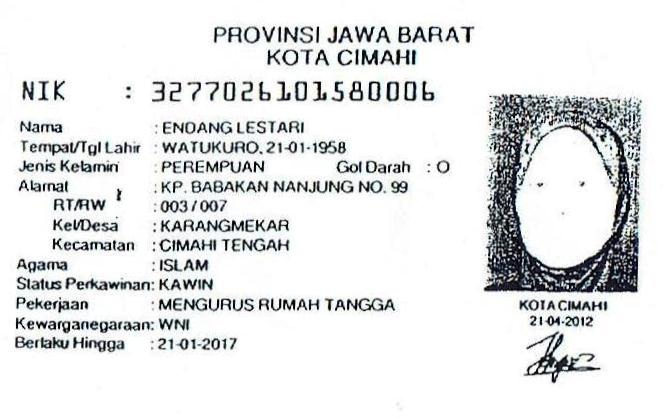 PROVINSI JAWA BARAT
KOTA CIMAHI
NIK : 3277026101580006
Nama : ENDANG LESTARI
Tempat/Tgl Lahir : WATUKURO, 21-01-1958
Jenis Kelamin : PEREMPUAN Gol Darah : O
Alamat : KP. BABAKAN NANJUNG NO. 99
RT/RW : 003 / 007
Kel/Desa : KARANGMEKAR
Kecamatan : CIMAHI TENGAH
Agama : ISLAM
Status Perkawinan: KAWIN
Pekerjaan : MENGURUS RUMAH TANGGA
Kewarganegaraan: WNI
Berlaku Hingga : 21-01-2017
KOTA CIMAHI
21-04-2012